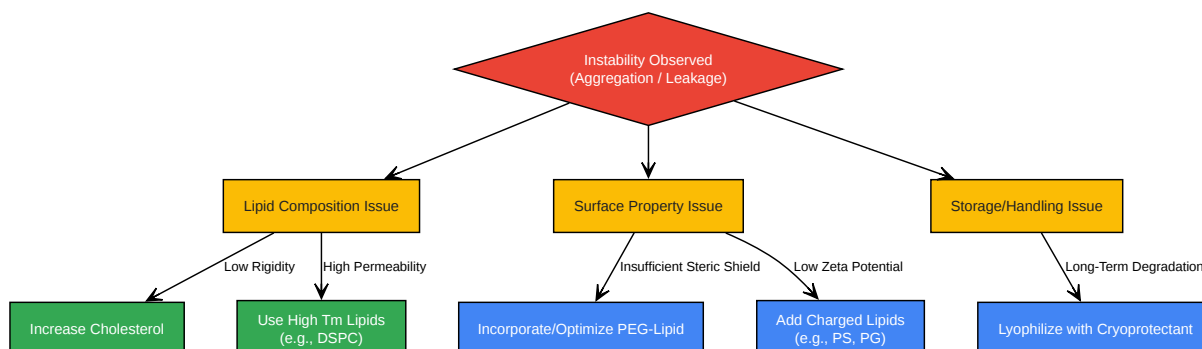 Instability Observed
(Aggregation / Leakage)
Lipid Composition Issue
Surface Property Issue
Storage/Handling Issue
Low Rigidity
High Permeability
Insufficient Steric Shield
Low Zeta Potential
Long-Term Degradation
Increase Cholesterol
Use High Tm Lipids
(e.g., DSPC)
Incorporate/Optimize PEG-Lipid
Add Charged Lipids
(e.g., PS, PG)
Lyophilize with Cryoprotectant